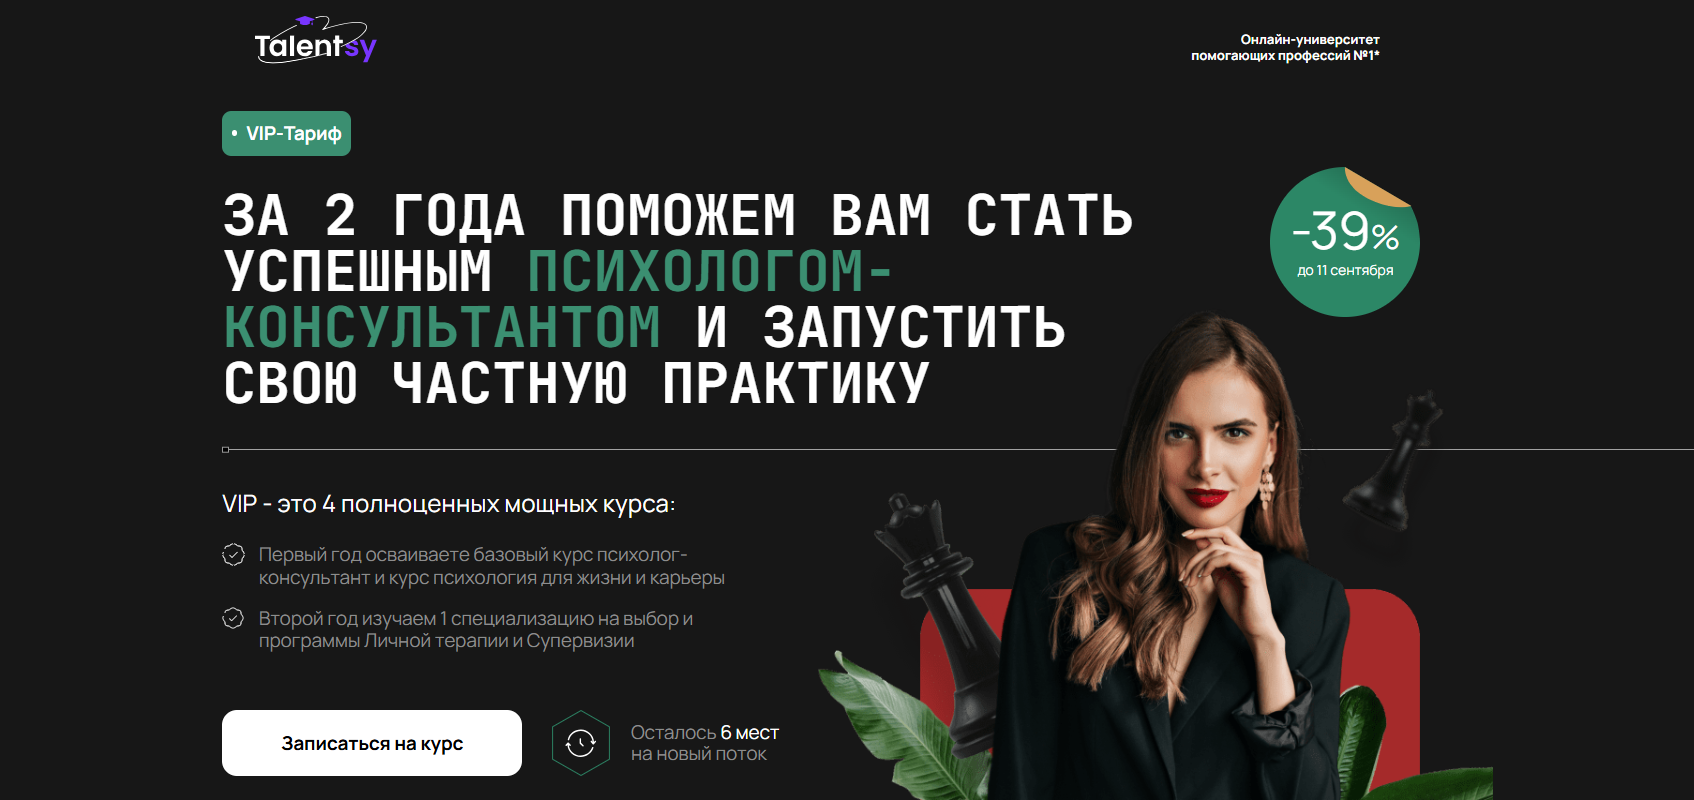 Talentsy
Онлайн-университет
помогающих профессий №1*
• VIP-Тариф
ЗА 2 ГОДА ПОМОЖЕМ ВАМ СТАТЬ
УСПЕШНЫМ ПСИХОЛОГОМ-
КОНСУЛЬТАНТОМ И ЗАПУСТИТЬ
СВОЮ ЧАСТНУЮ ПРАКТИКУ
-39%
до 11 сентября
VIP - это 4 полноценных мощных курса:
Первый год осваиваете базовый курс психолог-
консультант и курс психология для жизни и карьеры
Второй год изучаем 1 специализацию на выбор и
программы Личной терапии и Супервизии
Записаться на курс
Осталось 6 мест
на новый поток